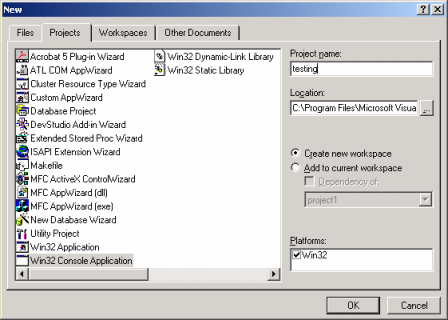 New
Files Projects Workspaces Other Documents
Acrobat 5 Plug-in Wizard
ATL COM AppWizard
Cluster Resource Type Wizard
Custom AppWizard
Database Project
DevStudio Add-in Wizard
Extended Stored Proc Wizard
ISAPI Extension Wizard
Makefile
MFC ActiveX ControlWizard
MFC AppWizard (dll)
MFC AppWizard (exe)
New Database Wizard
Utility Project
Win32 Application
Win32 Console Application
Win32 Dynamic-Link Library
Win32 Static Library
Project name:
testing
Location:
C:\Program Files\Microsoft Visua
...
Create new workspace
Add to current workspace
Dependency of:
project1
Platforms:
Win32
OK Cancel